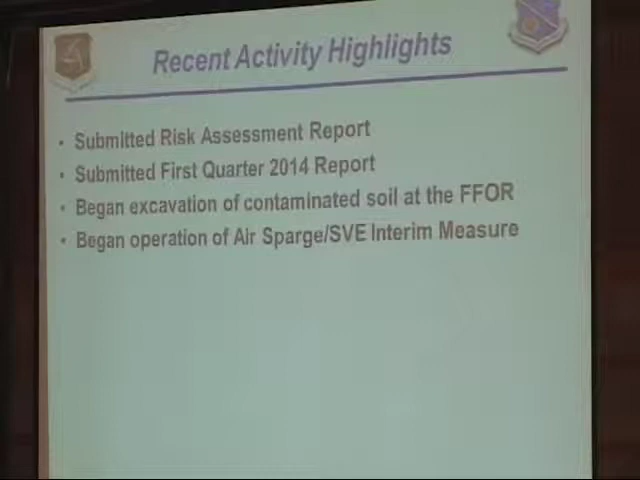 Recent Activity Highlights
• Submitted Risk Assessment Report
• Submitted First Quarter 2014 Report
• Began excavation of contaminated soil at the FFOR
• Began operation of Air Sparge/SVE Interim Measure